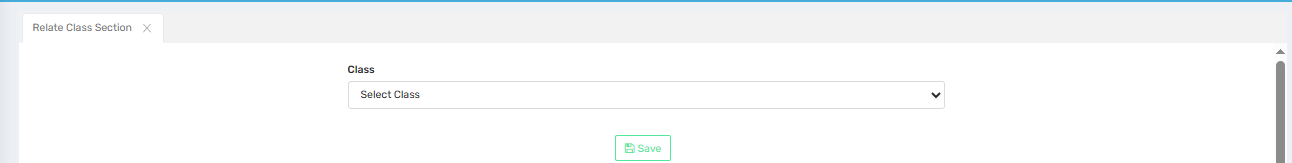 Relate Class Section
Class
Select Class
Save